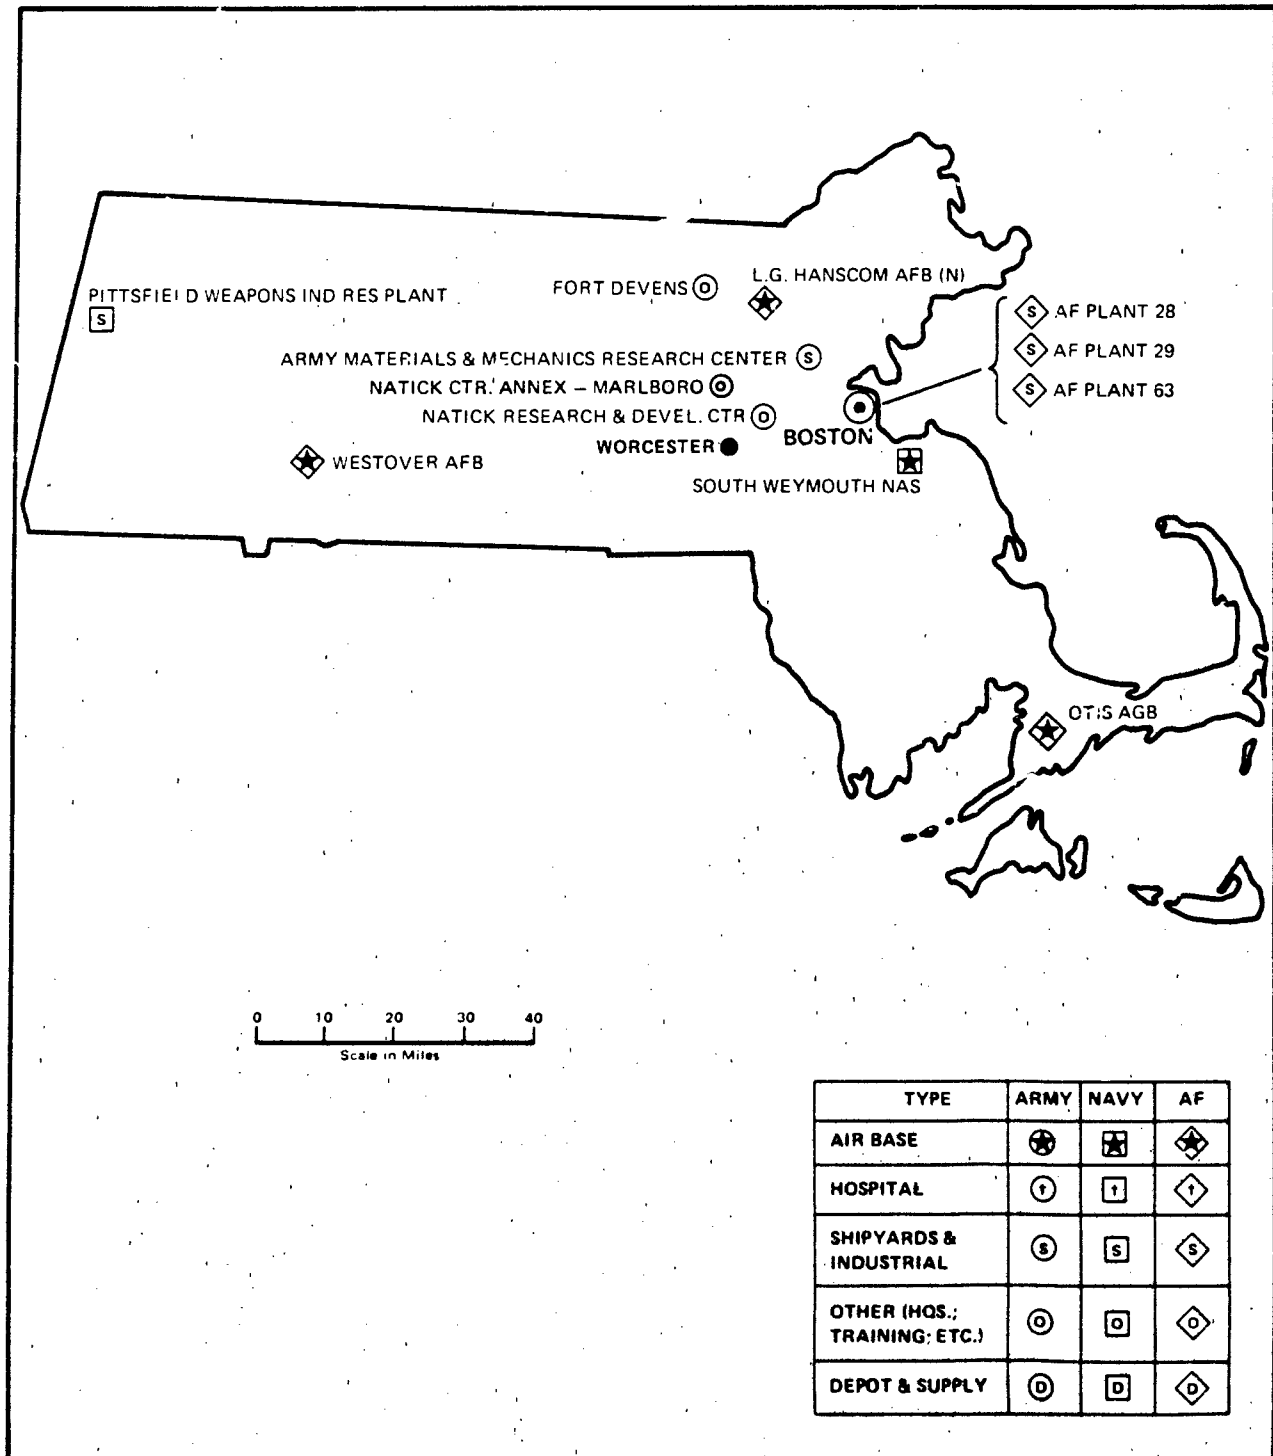 L.G. HANSCOM AFB (N)
FORT DEVENS O
PITTSFIELD WEAPONS IND RES PLANT
S
S AF PLANT 28
S AF PLANT 29
S AF PLANT 63
ARMY MATERIALS & MECHANICS RESEARCH CENTER S
NATICK CTR. ANNEX – MARLBORO O
NATICK RESEARCH & DEVEL. CTR O
BOSTON
WORCESTER
WESTOVER AFB
SOUTH WEYMOUTH NAS
OTIS AGB
0 10 20 30 40
Scale in Miles
TYPE ARMY NAVY AF
AIR BASE
HOSPITAL † † †
SHIPYARDS &
INDUSTRIAL S S S
OTHER (HQS.;
TRAINING; ETC.) O O O
DEPOT & SUPPLY D D D